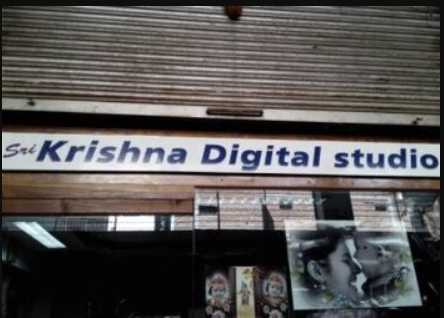 Sri Krishna Digital studio